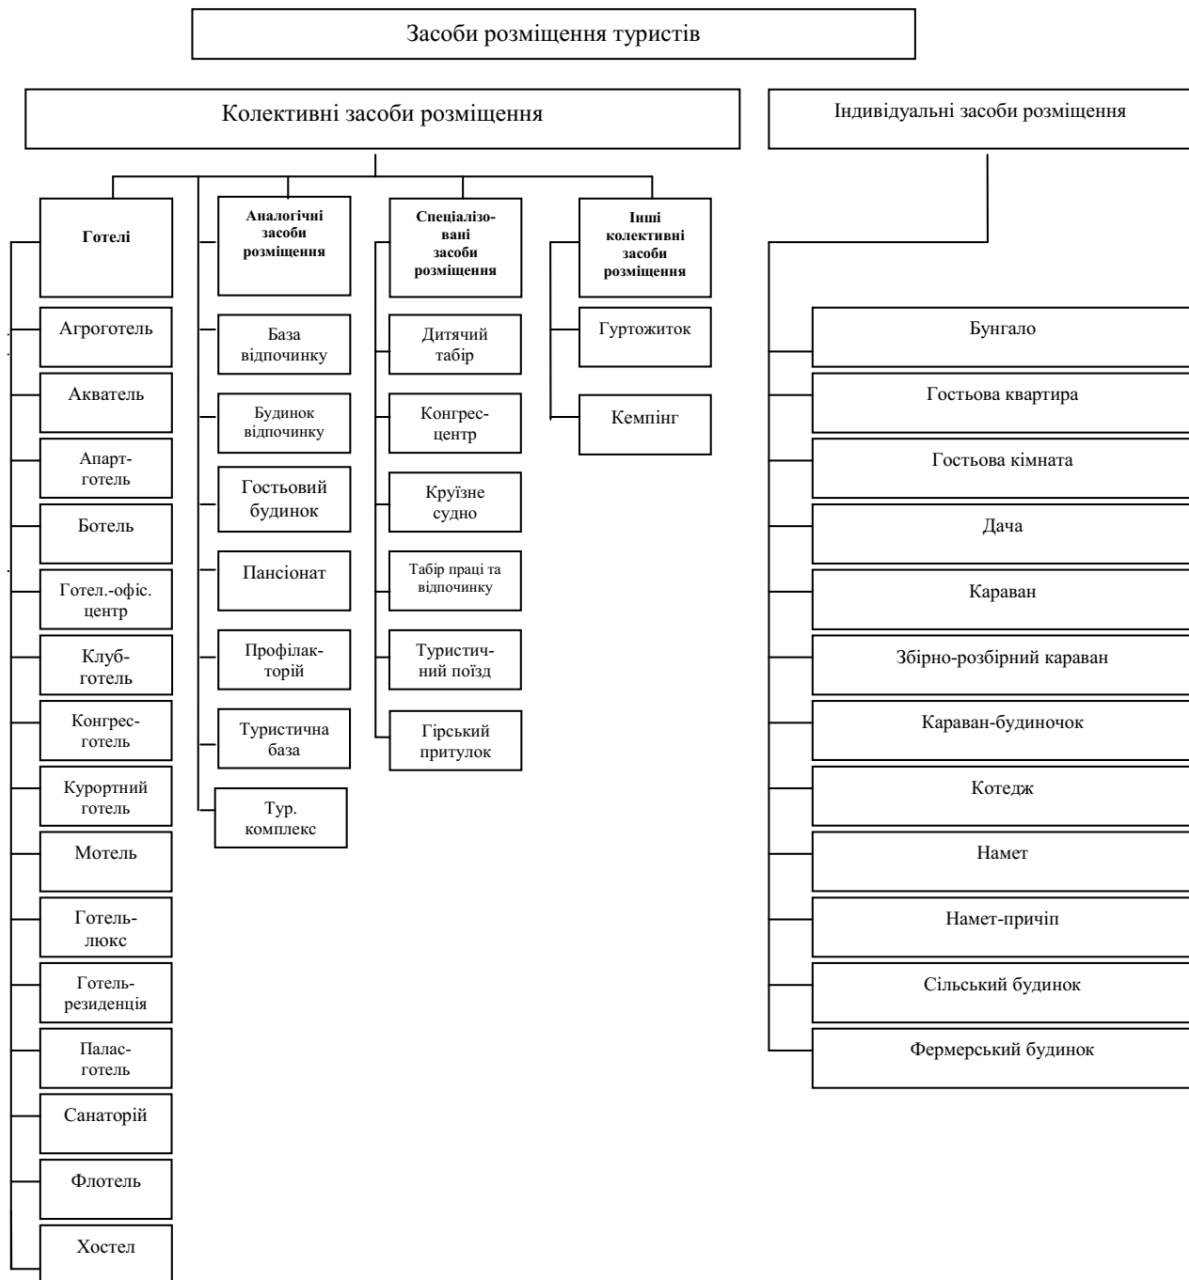 Засоби розміщення туристів
Колективні засоби розміщення
Індивідуальні засоби розміщення
Готелі
Агроготель
Акватель
Апарт-
готель
Ботель
Готел.-офіс.
центр
Клуб-
готель
Конгрес-
готель
Курортний
готель
Мотель
Готель-
люкс
Готель-
резиденція
Палас-
готель
Санаторій
Флотель
Хостел
Аналогічні
засоби
розміщення
База
відпочинку
Будинок
відпочинку
Гостьовий
будинок
Пансіонат
Профілак-
торій
Туристична
база
Тур.
комплекс
Спеціалізо-
вані
засоби
розміщення
Дитячий
табір
Конгрес-
центр
Круїзне
судно
Табір праці та
відпочинку
Туристич-
ний поїзд
Гірський
притулок
Інші
колективні
засоби
розміщення
Гуртожиток
Кемпінг
Бунгало
Гостьова квартира
Гостьова кімната
Дача
Караван
Збірно-розбірний караван
Караван-будиночок
Котедж
Намет
Намет-причіп
Сільський будинок
Фермерський будинок